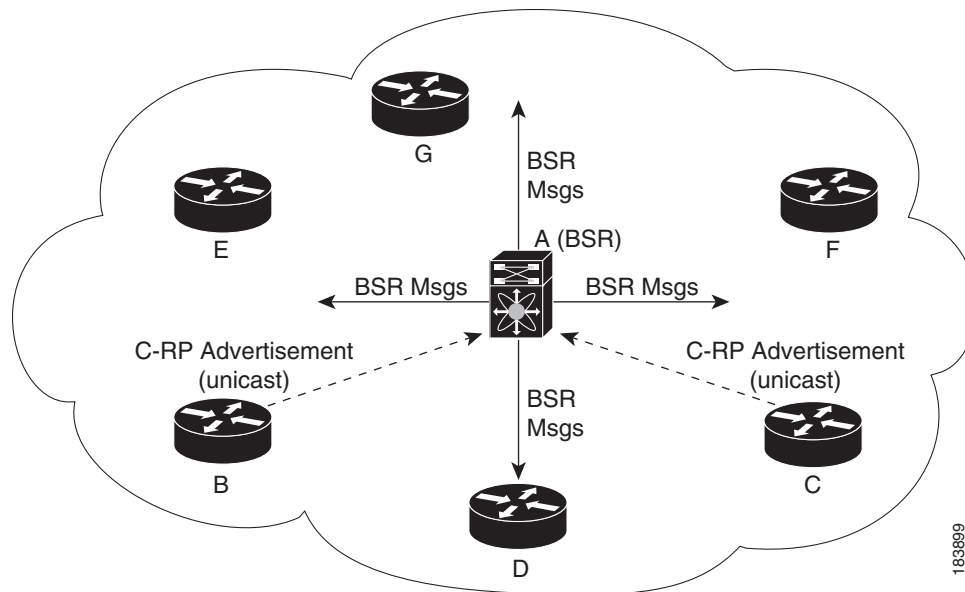 G
BSR
Msgs
E
F
A (BSR)
BSR Msgs
BSR Msgs
C-RP Advertisement
(unicast)
C-RP Advertisement
(unicast)
BSR
Msgs
B
C
D
183899